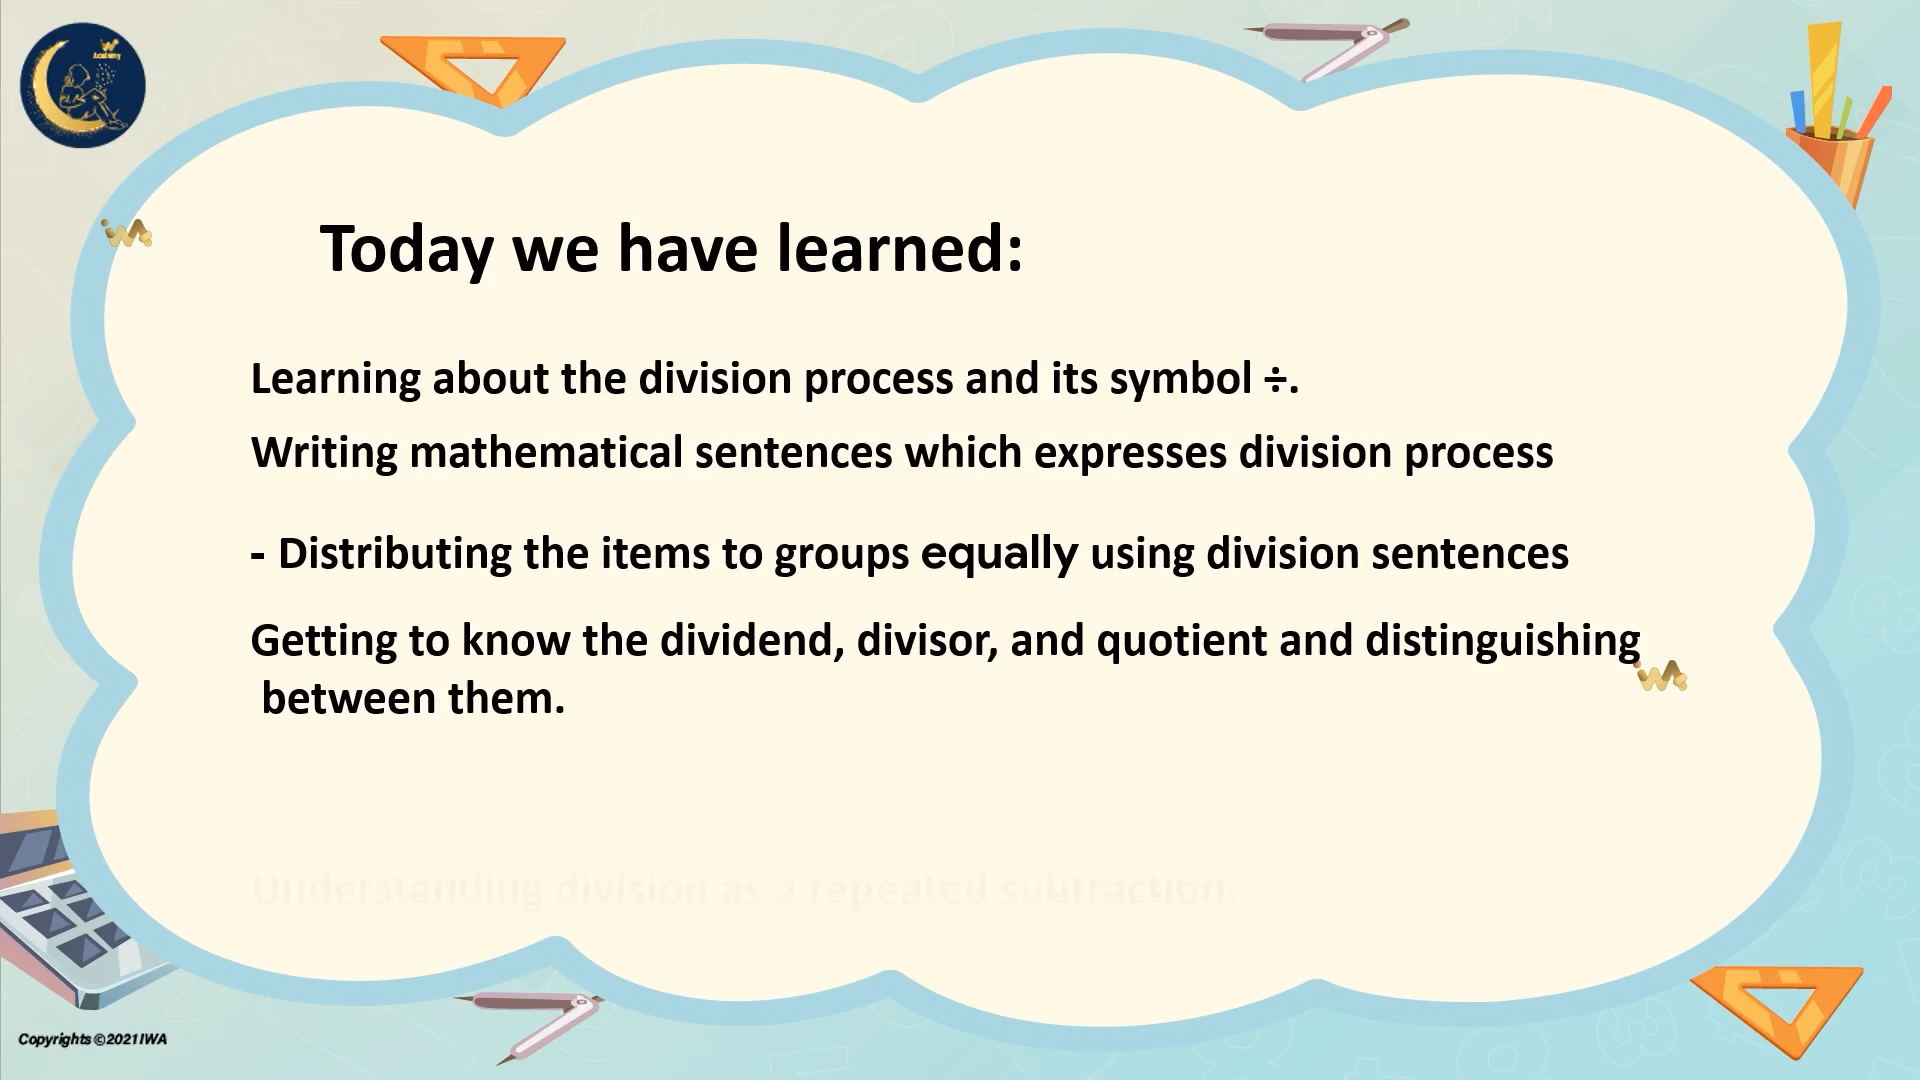 Academy
Today we have learned:
Learning about the division process and its symbol ÷.
Writing mathematical sentences which expresses division process
- Distributing the items to groups equally using division sentences
Getting to know the dividend, divisor, and quotient and distinguishing
between them.
Understanding division as a repeated subtraction.
Copyrights©2021IWA